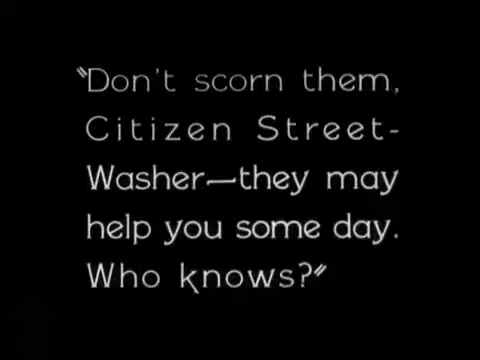 "Don't scorn them,
Citizen Street-
Washer—they may
help you some day.
Who knows?"